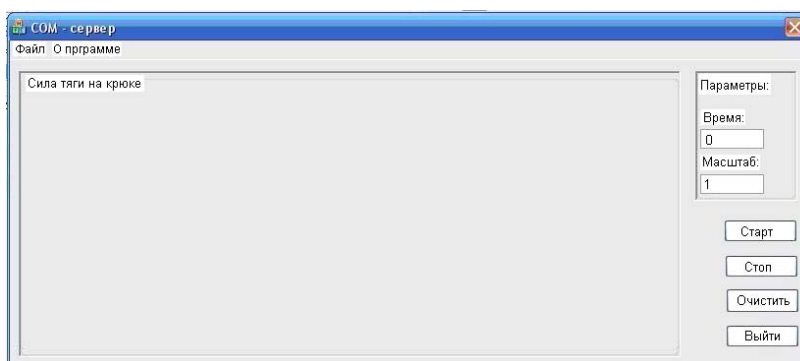 COM - сервер
Файл О прграмме
Сила тяги на крюке
Параметры:
Время:
0
Масштаб:
1
Старт
Стоп
Очистить
Выйти